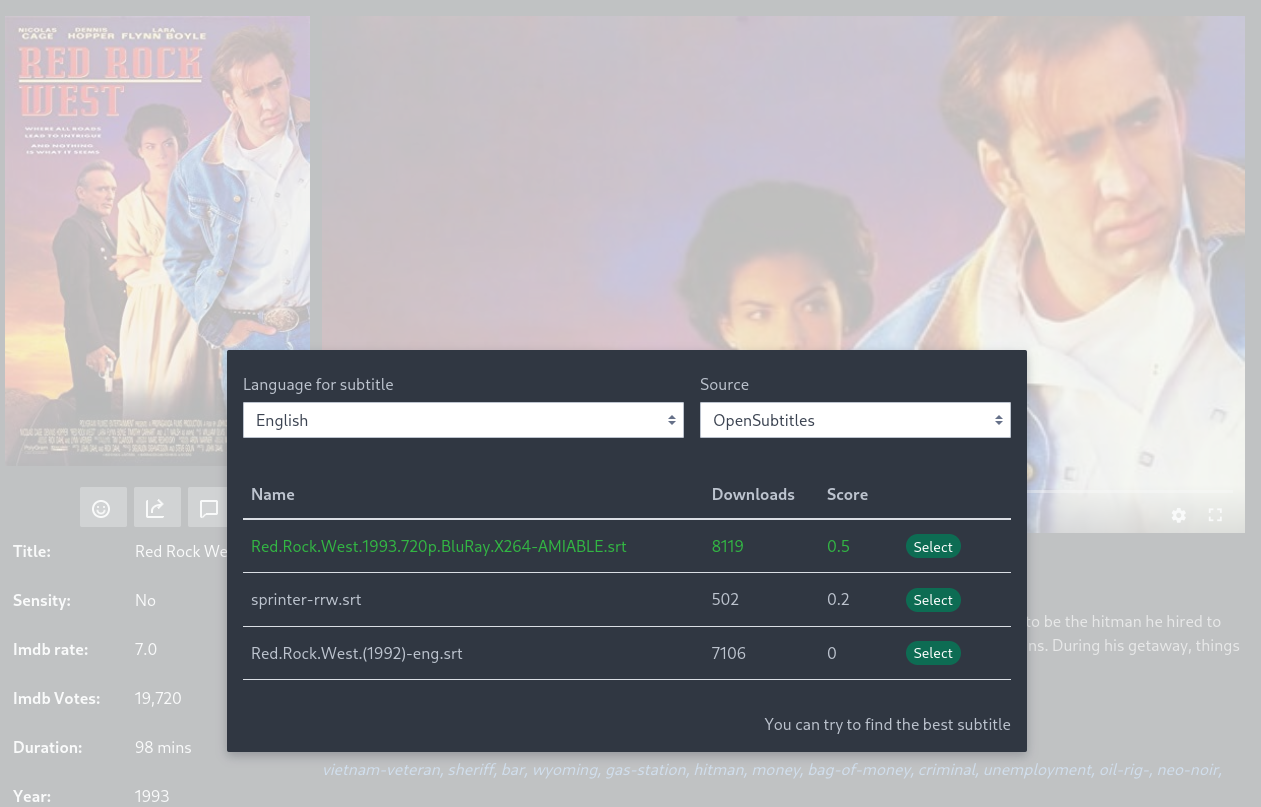 NICOLAS CAGE DENNIS HOPPER LARA FLYNN BOYLE
RED ROCK
WEST
WHERE ALL ROADS
LEAD TO INTRIGUE
AND NOTHING
IS WHAT IT SEEMS
Language for subtitle Source
English OpenSubtitles
Name Downloads Score
Red.Rock.West.1993.720p.BluRay.X264-AMIABLE.srt 8119 0.5 Select
sprinter-rrw.srt 502 0.2 Select
Red.Rock.West.(1992)-eng.srt 7106 0 Select
You can try to find the best subtitle
Title: Red Rock We
Sensity: No
to be the hitman he hired to
Imdb rate: 7.0
ns. During his getaway, things
Imdb Votes: 19,720
Duration: 98 mins
vietnam-veteran, sheriff, bar, wyoming, gas-station, hitman, money, bag-of-money, criminal, unemployment, oil-rig-, neo-noir,
Year: 1993